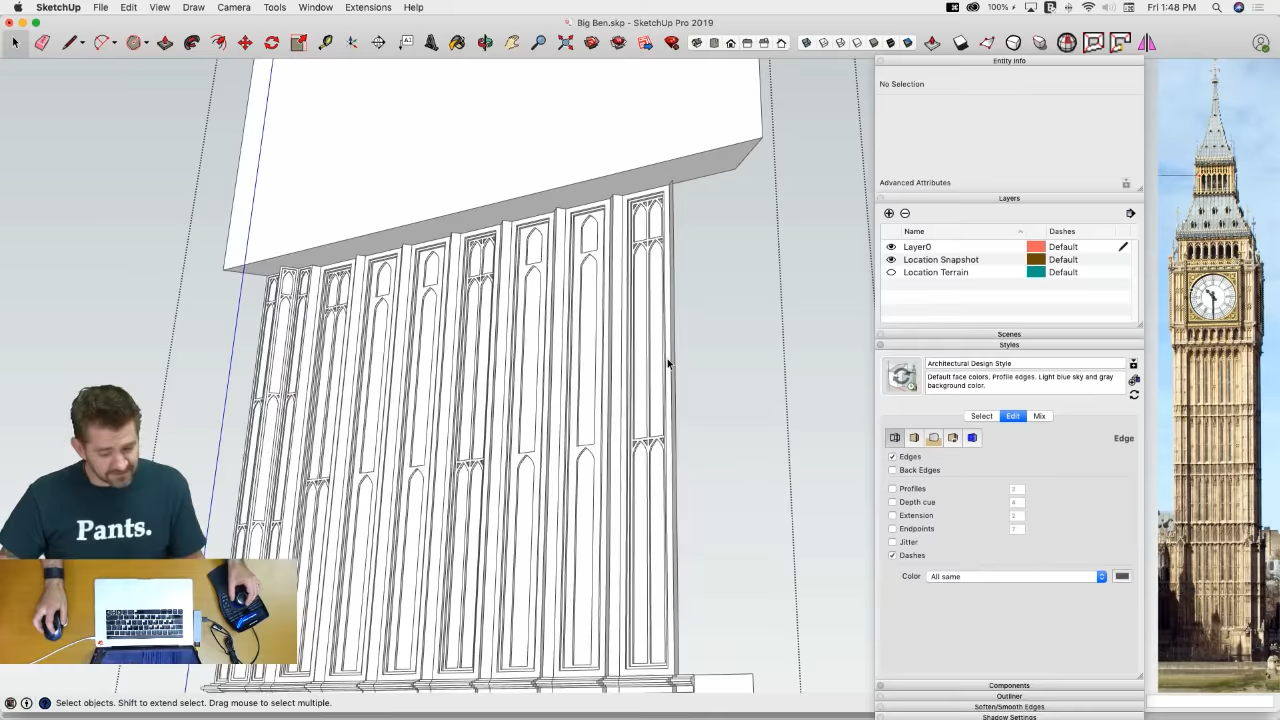 SketchUp File Edit View Draw Camera Tools Window Extensions Help 100% Fri 1:48 PM
Big Ben.skp - SketchUp Pro 2019
Entity Info
No Selection
Advanced Attributes
Layers
Name Dashes
Layer0 Default
Location Snapshot Default
Location Terrain Default
Scenes
Styles
Architectural Design Style
Default face colors. Profile edges. Light blue sky and gray
background color.
Select Edit Mix
Edge
Edges
Back Edges
Profiles 2
Depth cue 4
Extension 2
Endpoints 7
Jitter
Dashes
Color All same
Pants.
Components
Outliner
Soften/Smooth Edges
Shadow Settings
Select objects. Shift to extend select. Drag mouse to select multiple.